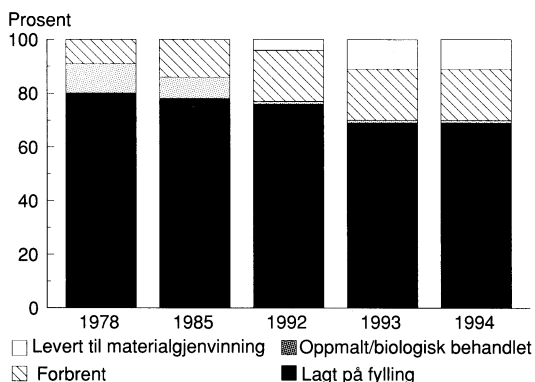 Prosent
100
80
60
40
20
0
1978 1985 1992 1993 1994
Levert til materialgjenvinning Oppmalt/biologisk behandlet
Forbrent Lagt på fylling